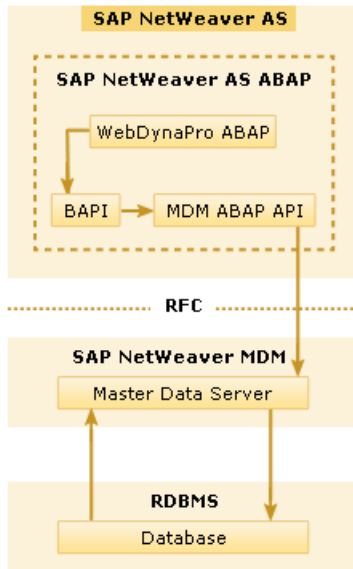 SAP NetWeaver AS
SAP NetWeaver AS ABAP
WebDynaPro ABAP
BAPI
MDM ABAP API
RFC
SAP NetWeaver MDM
Master Data Server
RDBMS
Database